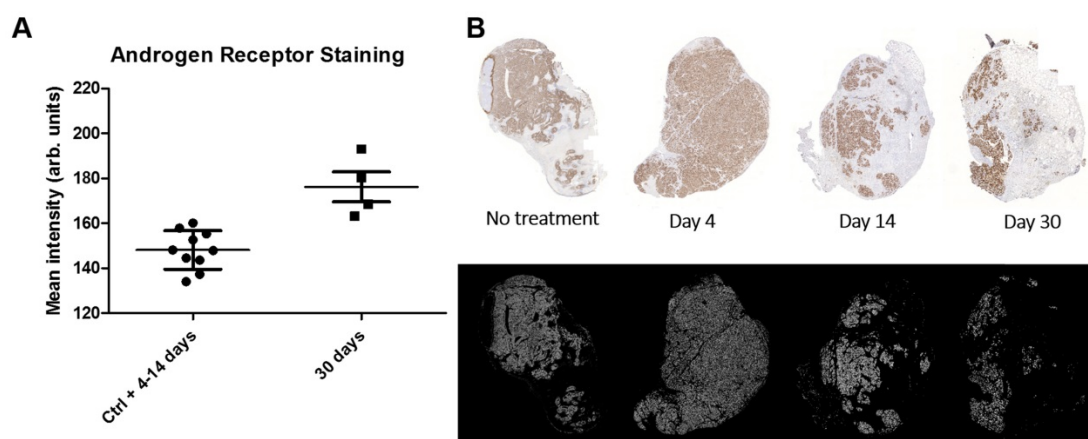 A
Androgen Receptor Staining
Mean intensity (arb. units)
220
200
180
160
140
120
Ctrl + 4-14 days
30 days
B
No treatment
Day 4
Day 14
Day 30